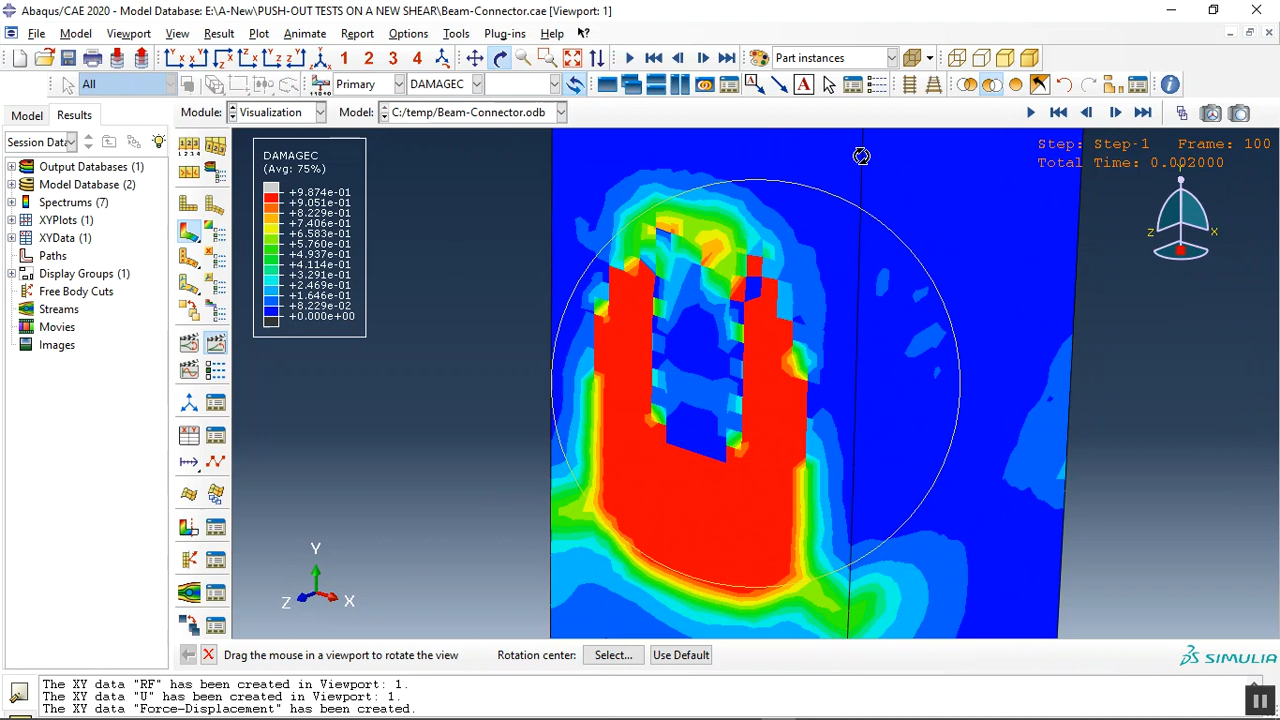 Abaqus/CAE 2020 - Model Database: E:\A-New\PUSH-OUT TESTS ON A NEW SHEAR\Beam-Connector.cae [Viewport: 1]
File Model Viewport View Result Plot Animate Report Options Tools Plug-ins
1 2 3 4 Part instances
All Primary DAMAGEC
Model Results Module: Visualization Model: C:/temp/Beam-Connector.odb
Session Data
Output Databases (1)
Model Database (2)
Spectrums (7)
XYPlots (1)
XYData (1)
Paths
Display Groups (1)
Free Body Cuts
Streams
Movies
Images
DAMAGEC
(Avg: 75%)
+9.874e-01
+9.051e-01
+8.229e-01
+7.406e-01
+6.583e-01
+5.760e-01
+4.937e-01
+4.114e-01
+3.291e-01
+2.469e-01
+1.646e-01
+8.229e-02
+0.000e+00
Step: Step-1 Frame: 100
Total Time: 0.002000
Y
Z X
Y
Z X
Drag the mouse in a viewport to rotate the view Rotation center: Select... Use Default
SIMULIA
The XY data "RF" has been created in Viewport: 1.
The XY data "U" has been created in Viewport: 1.
The XY data "Force-Displacement" has been created.